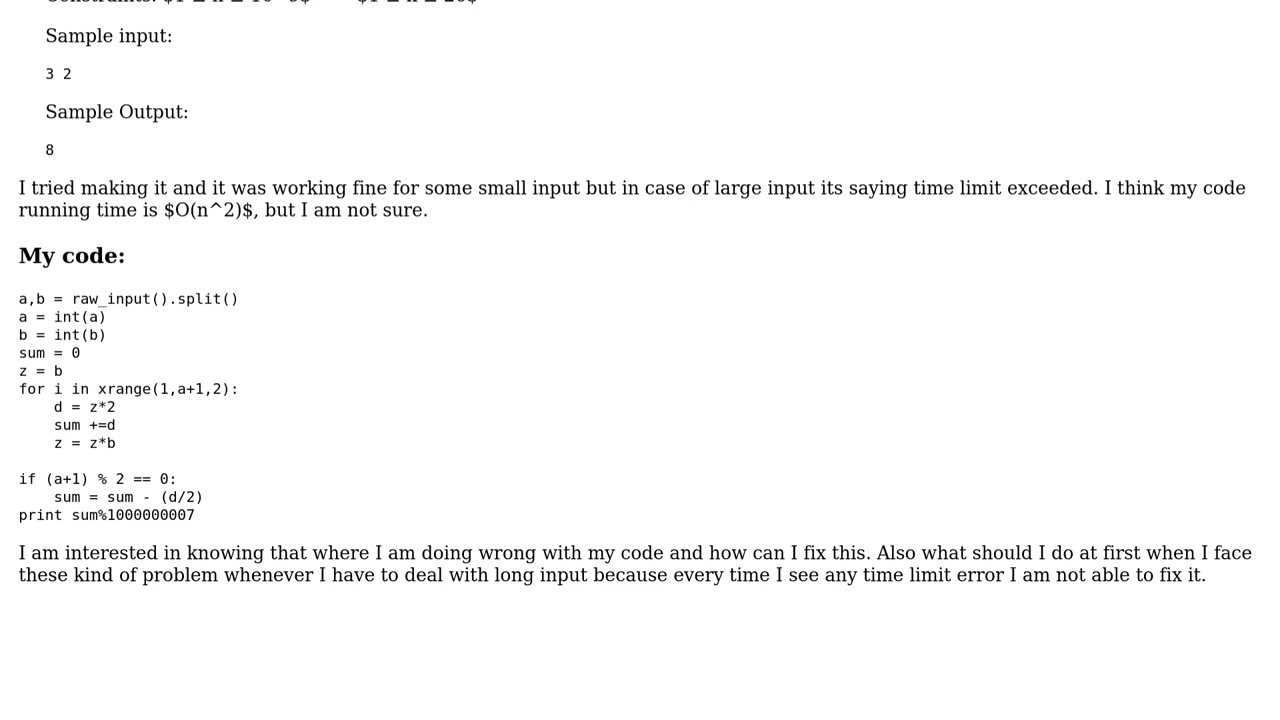 Sample input:
3 2
Sample Output:
8
I tried making it and it was working fine for some small input but in case of large input its saying time limit exceeded. I think my code
running time is $O(n^2)$, but I am not sure.
My code:
a,b = raw_input().split()
a = int(a)
b = int(b)
sum = 0
z = b
for i in xrange(1,a+1,2):
    d = z*2
    sum +=d
    z = z*b

if (a+1) % 2 == 0:
    sum = sum - (d/2)
print sum%1000000007
I am interested in knowing that where I am doing wrong with my code and how can I fix this. Also what should I do at first when I face
these kind of problem whenever I have to deal with long input because every time I see any time limit error I am not able to fix it.